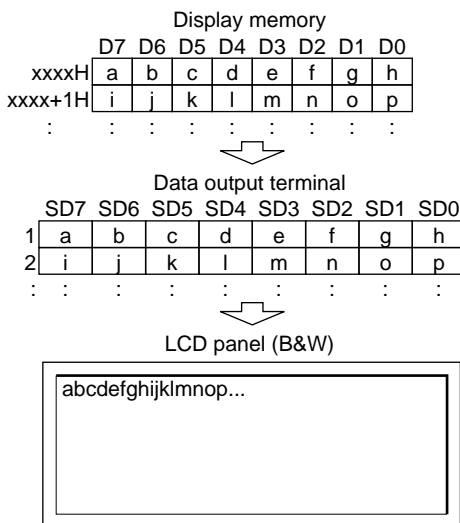 Display memory
D7 D6 D5 D4 D3 D2 D1 D0
xxxxH a b c d e f g h
xxxx+1H i j k l m n o p
: : : : : : : : :
Data output terminal
SD7 SD6 SD5 SD4 SD3 SD2 SD1 SD0
1 a b c d e f g h
2 i j k l m n o p
: : : : : : : : :
LCD panel (B&W)
abcdefghijklmnop...